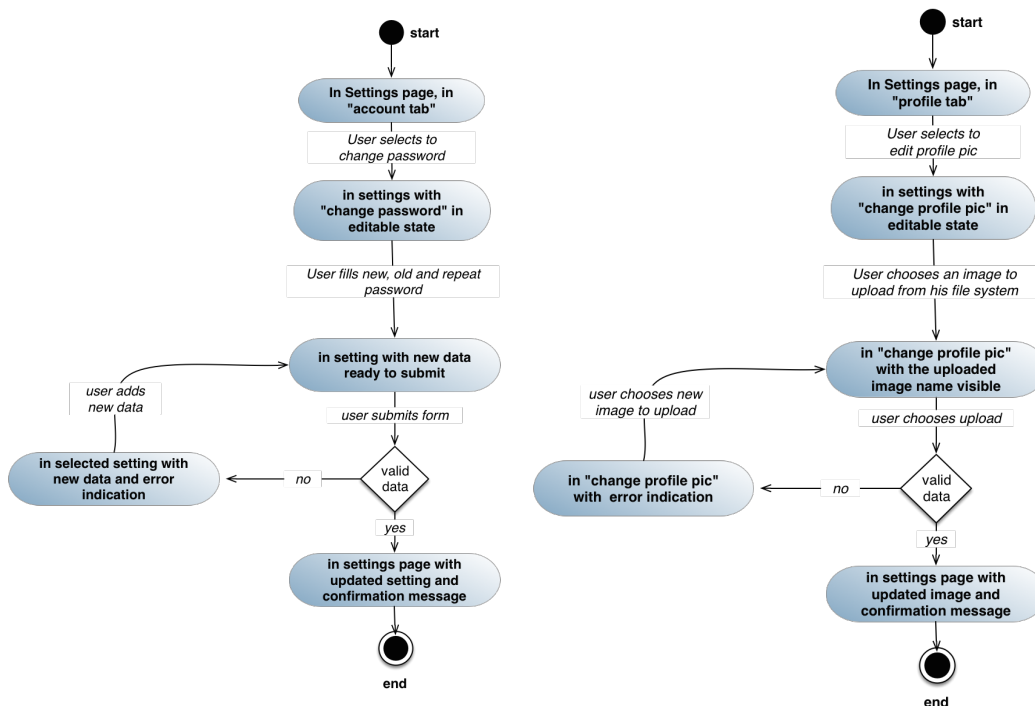 start
In Settings page, in
"account tab"
User selects to
change password
in settings with
"change password" in
editable state
User fills new, old and repeat
password
in setting with new data
ready to submit
user adds
new data
user submits form
in selected setting with
new data and error
indication
no
valid
data
yes
in settings page with
updated setting and
confirmation message
end
start
In Settings page, in
"profile tab"
User selects to
edit profile pic
in settings with
"change profile pic" in
editable state
User chooses an image to
upload from his file system
in "change profile pic"
with the uploaded
image name visible
user chooses new
image to upload
user chooses upload
in "change profile pic"
with error indication
no
valid
data
yes
in settings page with
updated image and
confirmation message
end